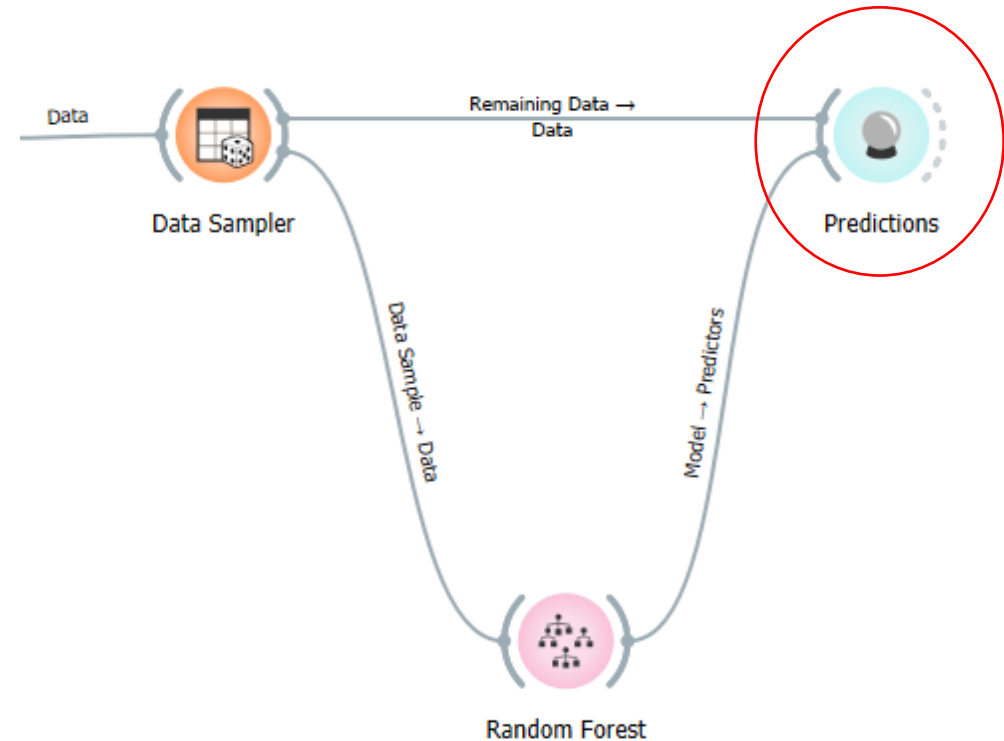 Data
Remaining Data →
Data
Data Sampler
Predictions
Data Sample → Data
Model → Predictors
Random Forest